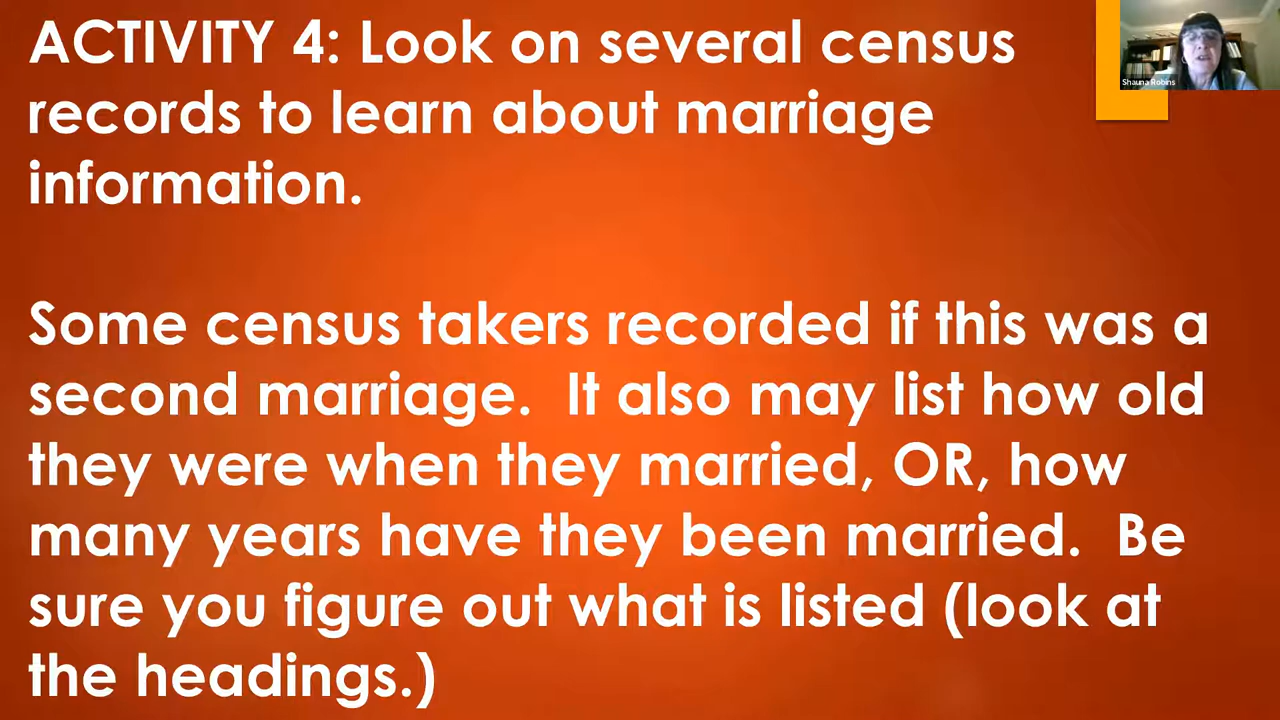 ACTIVITY 4: Look on several census
records to learn about marriage
information.
Some census takers recorded if this was a
second marriage.  It also may list how old
they were when they married, OR, how
many years have they been married.  Be
sure you figure out what is listed (look at
the headings.)
Shauna Robins